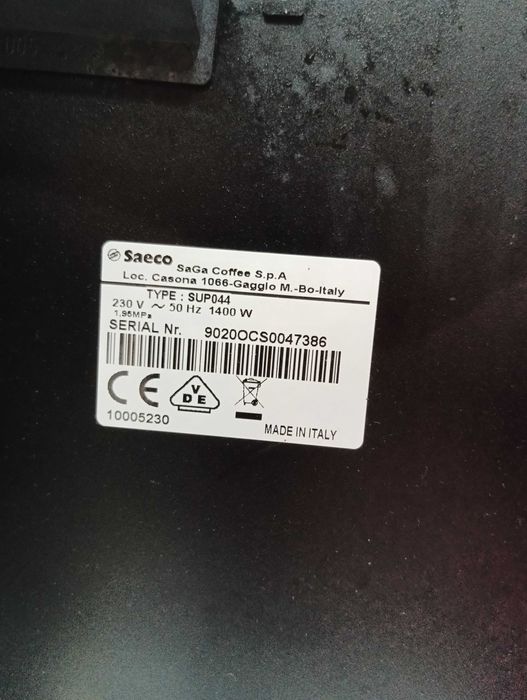 Saeco
SaGa Coffee S.p.A
Loc. Casona 1066-Gaggio M.-Bo-Italy
TYPE : SUP044
230 V ~ 50 Hz 1400 W
1,95MPa
SERIAL Nr. 9020OCS0047386
CE VDE
10005230
MADE IN ITALY